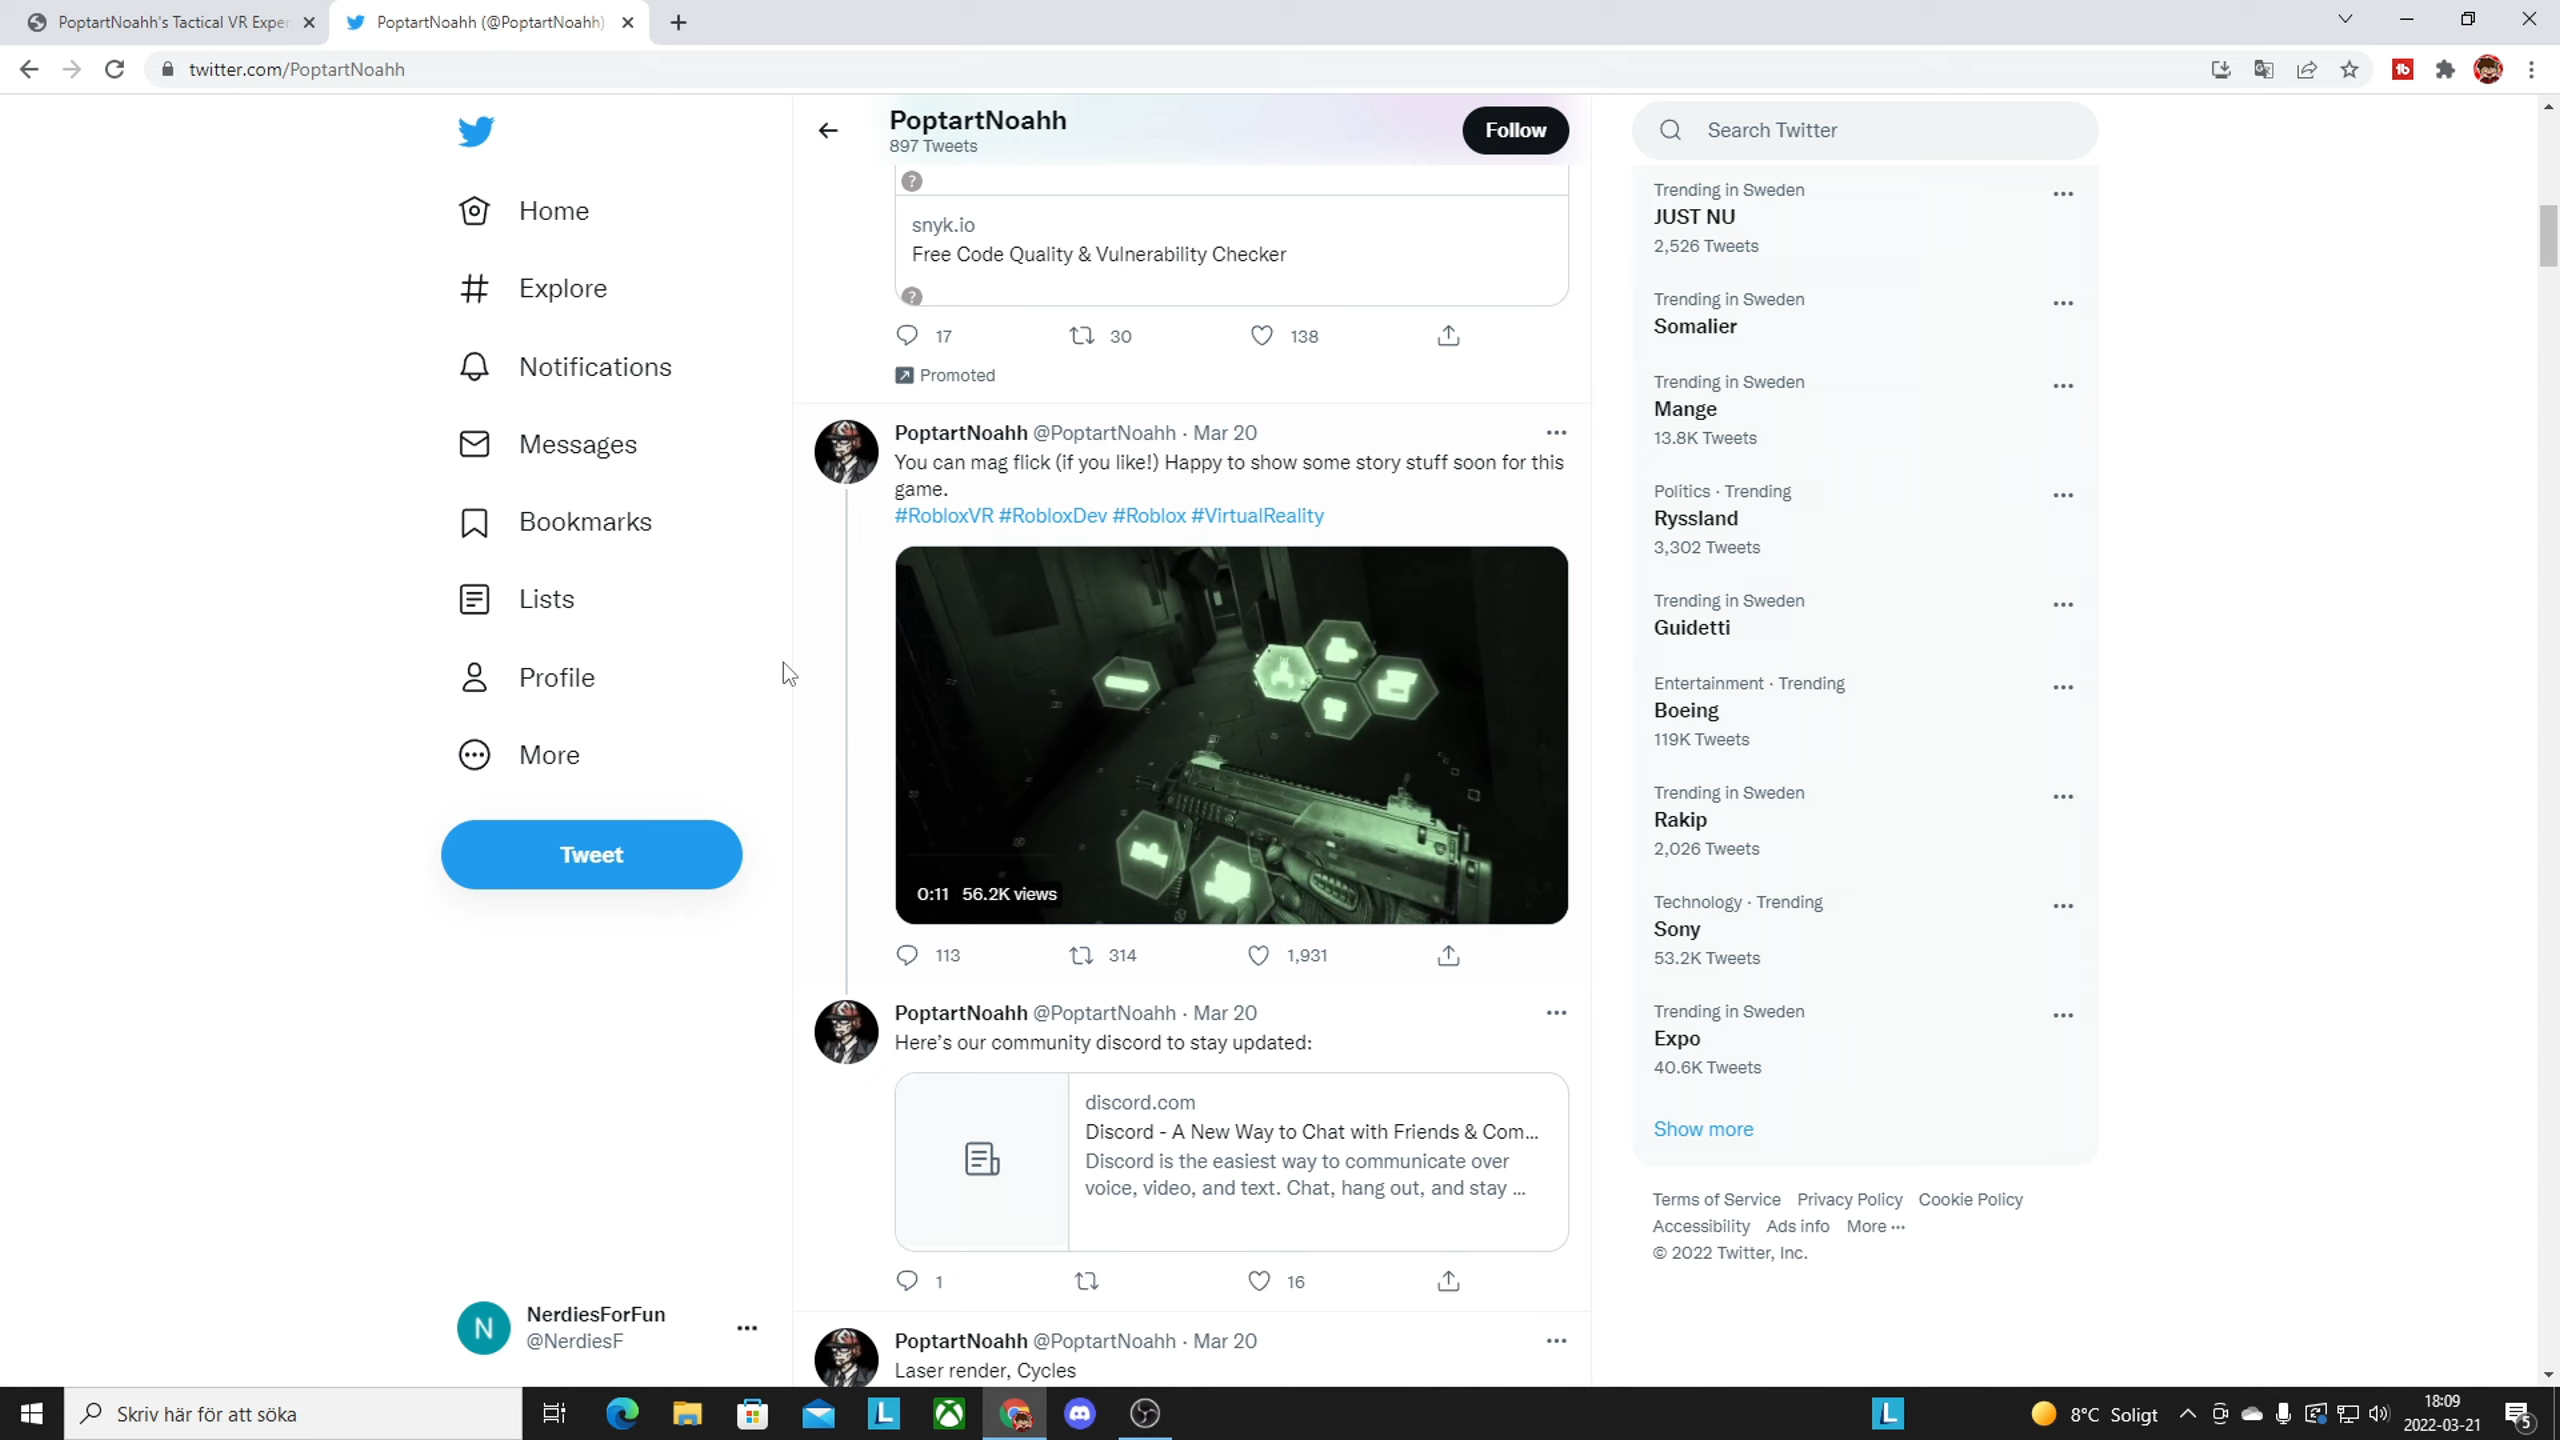 PoptartNoahh's Tactical VR Exper
PoptartNoahh (@PoptartNoahh)
twitter.com/PoptartNoahh
Home
Explore
Notifications
Messages
Bookmarks
Lists
Profile
More
Tweet
NerdiesForFun
@NerdiesF
N
PoptartNoahh
897 Tweets
Follow
snyk.io
Free Code Quality & Vulnerability Checker
17 30 138
Promoted
PoptartNoahh @PoptartNoahh · Mar 20
You can mag flick (if you like!) Happy to show some story stuff soon for this
game.
#RobloxVR #RobloxDev #Roblox #VirtualReality
0:11 56.2K views
113 314 1,931
PoptartNoahh @PoptartNoahh · Mar 20
Here's our community discord to stay updated:
discord.com
Discord - A New Way to Chat with Friends & Com...
Discord is the easiest way to communicate over
voice, video, and text. Chat, hang out, and stay ...
1 16
PoptartNoahh @PoptartNoahh · Mar 20
Laser render, Cycles
Search Twitter
Trending in Sweden
JUST NU
2,526 Tweets
Trending in Sweden
Somalier
Trending in Sweden
Mange
13.8K Tweets
Politics · Trending
Ryssland
3,302 Tweets
Trending in Sweden
Guidetti
Entertainment · Trending
Boeing
119K Tweets
Trending in Sweden
Rakip
2,026 Tweets
Technology · Trending
Sony
53.2K Tweets
Trending in Sweden
Expo
40.6K Tweets
Show more
Terms of Service Privacy Policy Cookie Policy
Accessibility Ads info More ···
© 2022 Twitter, Inc.
Skriv här för att söka
L
L
8°C Soligt
18:09
2022-03-21
5